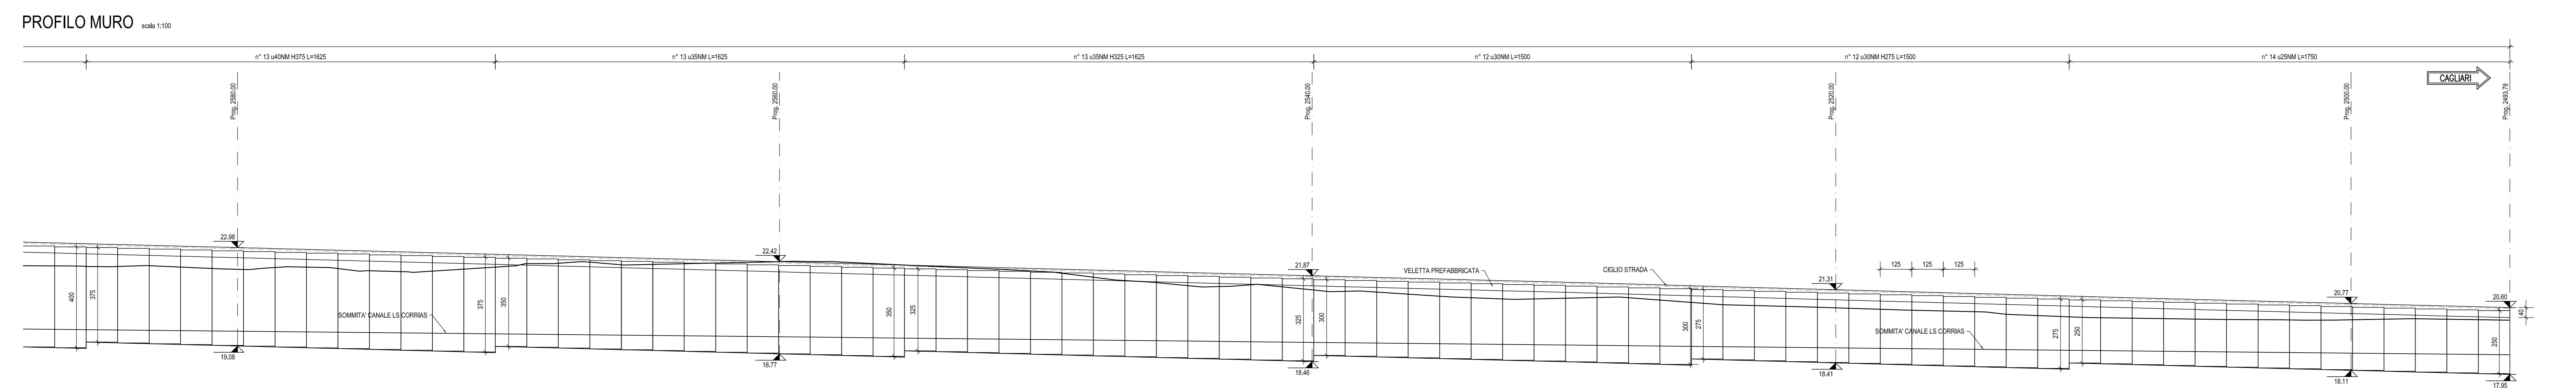 PROFILO MURO scala 1:100
n° 13 u40NM H375 L=1625
n° 13 u35NM L=1625
n° 13 u35NM H325 L=1625
n° 12 u30NM L=1500
n° 12 u30NM H275 L=1500
n° 14 u25NM L=1750
CAGLIARI
Prog. 2580,00
Prog. 2560,00
Prog. 2540,00
Prog. 2520,00
Prog. 2500,00
Prog. 2493,78
22.98
22.42
21.87
21.31
20.77
20.60
VELETTA PREFABBRICATA
CIGLIO STRADA
125 125 125
400
375
375
350
350
325
325
300
300
275
275
250
250
40
SOMMITA' CANALE LS CORRIAS
SOMMITA' CANALE LS CORRIAS
19.08
18.77
18.46
18.41
18.11
17.95